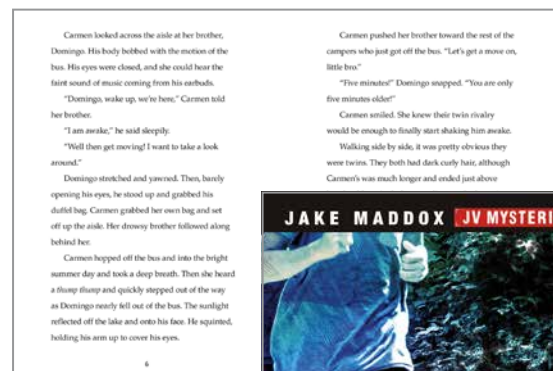 Carmen looked across the aisle at her brother,
Domingo. His body bobbed with the motion of the
bus. His eyes were closed, and she could hear the
faint sound of music coming from his earbuds.
"Domingo, wake up, we're here," Carmen told
her brother.
"I am awake," he said sleepily.
"Well then get moving! I want to take a look
around."
Domingo stretched and yawned. Then, barely
opening his eyes, he stood up and grabbed his
duffel bag. Carmen grabbed her own bag and set
off up the aisle. Her drowsy brother followed along
behind her.
Carmen hopped off the bus and into the bright
summer day and took a deep breath. Then she heard
a thump thump and quickly stepped out of the way
as Domingo nearly fell out of the bus. The sunlight
reflected off the lake and onto his face. He squinted,
holding his arm up to cover his eyes.
6
Carmen pushed her brother toward the rest of the
campers who just got off the bus. "Let's get a move on,
little bro."
"Five minutes!" Domingo snapped. "You are only
five minutes older!"
Carmen smiled. She knew their twin rivalry
would be enough to finally start shaking him awake.
Walking side by side, it was pretty obvious they
were twins. They both had dark curly hair, although
Carmen's was much longer and ended just above
JAKE MADDOX JV MYSTERI